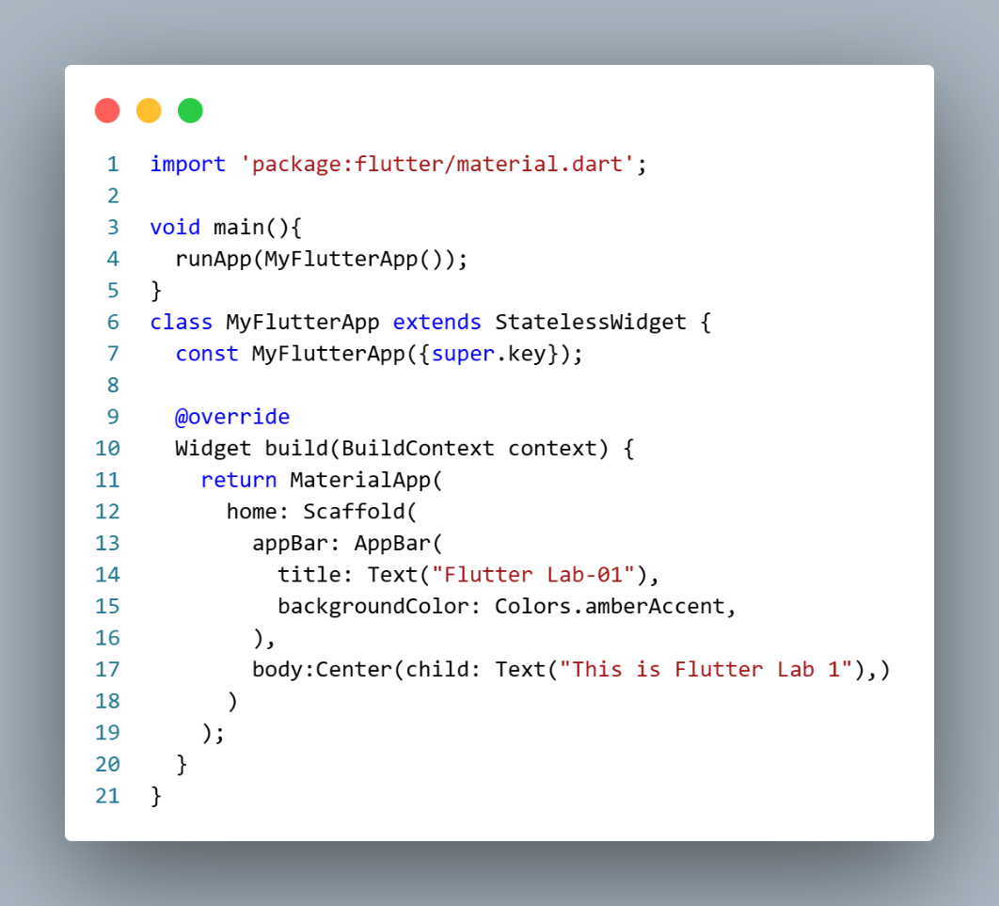 1 import 'package:flutter/material.dart';
2
3 void main(){
4   runApp(MyFlutterApp());
5 }
6 class MyFlutterApp extends StatelessWidget {
7   const MyFlutterApp({super.key});
8
9   @override
10   Widget build(BuildContext context) {
11     return MaterialApp(
12       home: Scaffold(
13         appBar: AppBar(
14           title: Text("Flutter Lab-01"),
15           backgroundColor: Colors.amberAccent,
16         ),
17         body:Center(child: Text("This is Flutter Lab 1"),)
18       )
19     );
20   }
21 }